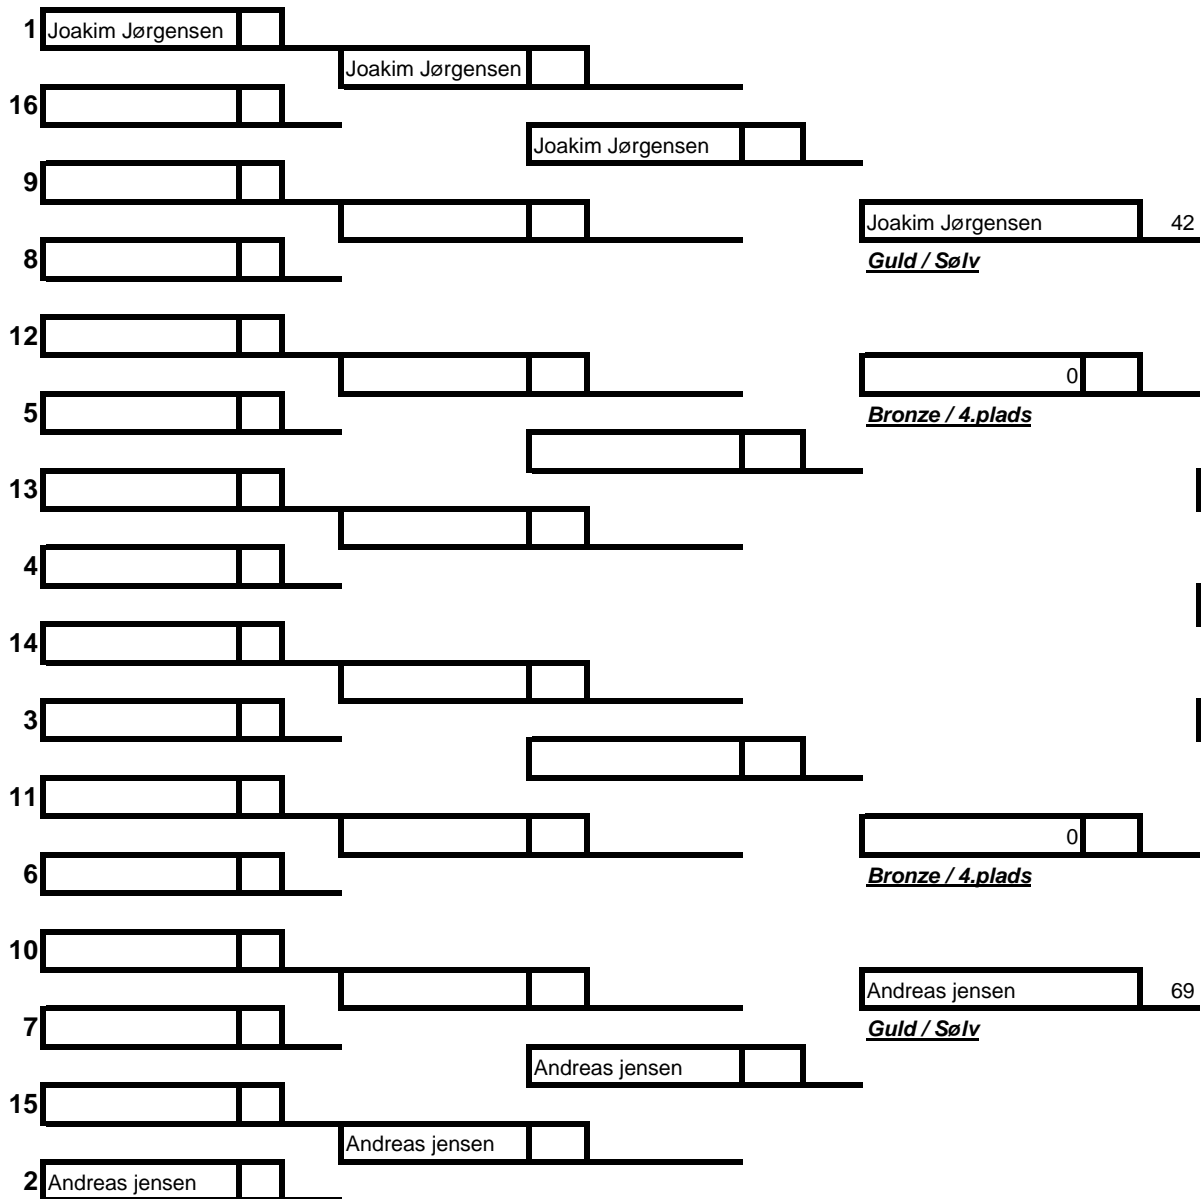 1 Joakim Jørgensen
Joakim Jørgensen
16
Joakim Jørgensen
9
Joakim Jørgensen 42
8
Guld / Sølv
12
0
5
Bronze / 4.plads
13
4
14
3
11
0
6
Bronze / 4.plads
10
Andreas jensen 69
7
Guld / Sølv
Andreas jensen
15
Andreas jensen
2 Andreas jensen